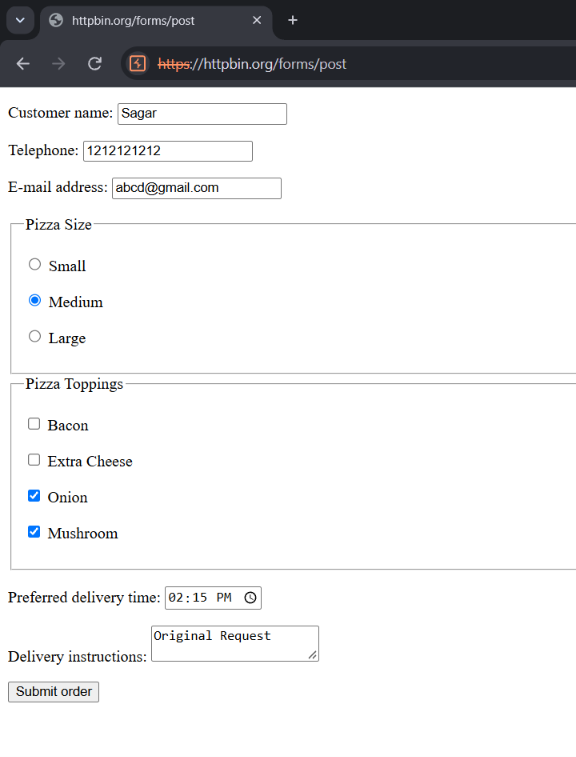 httpbin.org/forms/post
https://httpbin.org/forms/post
Customer name: Sagar
Telephone: 1212121212
E-mail address: abcd@gmail.com
Pizza Size
Small
Medium
Large
Pizza Toppings
Bacon
Extra Cheese
Onion
Mushroom
Preferred delivery time: 02:15 PM
Delivery instructions: Original Request
Submit order